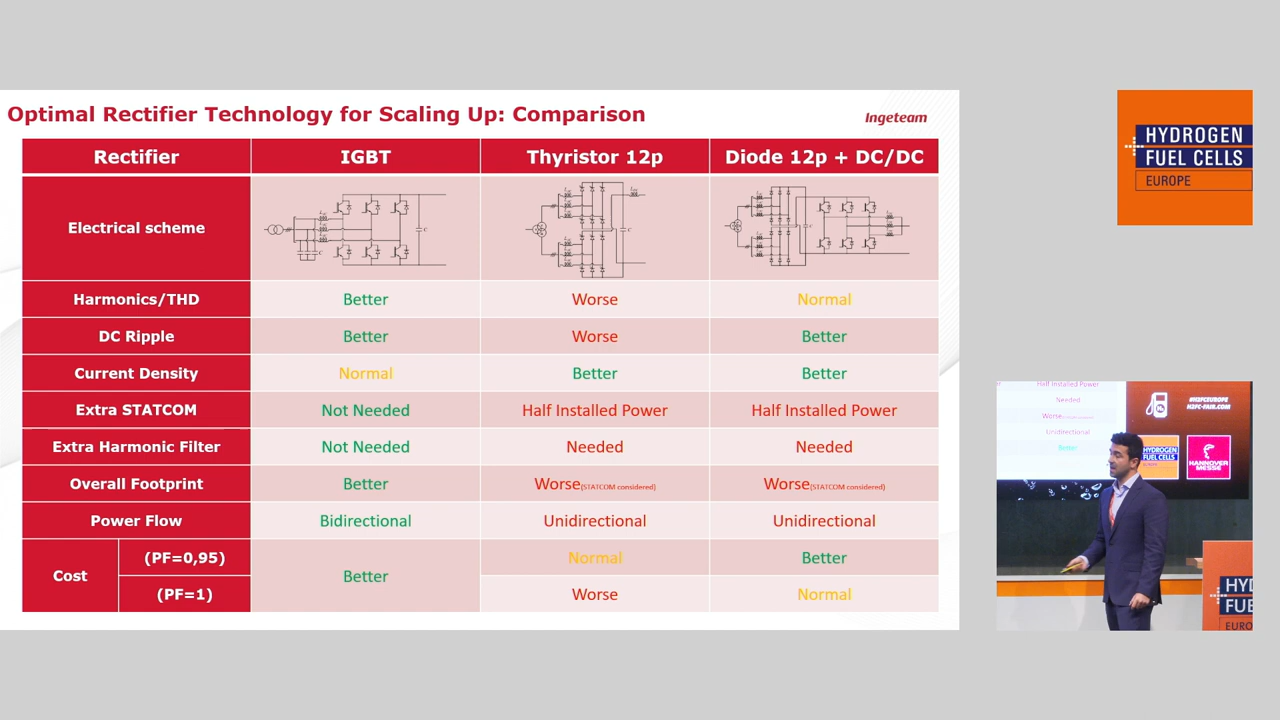 Optimal Rectifier Technology for Scaling Up: Comparison
Ingeteam
Rectifier IGBT Thyristor 12p Diode 12p + DC/DC
Electrical scheme
Harmonics/THD Better Worse Normal
DC Ripple Better Worse Better
Current Density Normal Better Better
Extra STATCOM Not Needed Half Installed Power Half Installed Power
Extra Harmonic Filter Not Needed Needed Needed
Overall Footprint Better Worse(STATCOM considered) Worse(STATCOM considered)
Power Flow Bidirectional Unidirectional Unidirectional
Cost (PF=0,95) Better Normal Better
(PF=1) Worse Normal
HYDROGEN
FUEL CELLS
EUROPE
Half Installed Power
Needed
Worse
Unidirectional
Better
#H2FCEUROPE
H2FC-FAIR.COM
HYDROGEN
FUEL CELLS
HANNOVER
MESSE
HYD
FUE
EURO